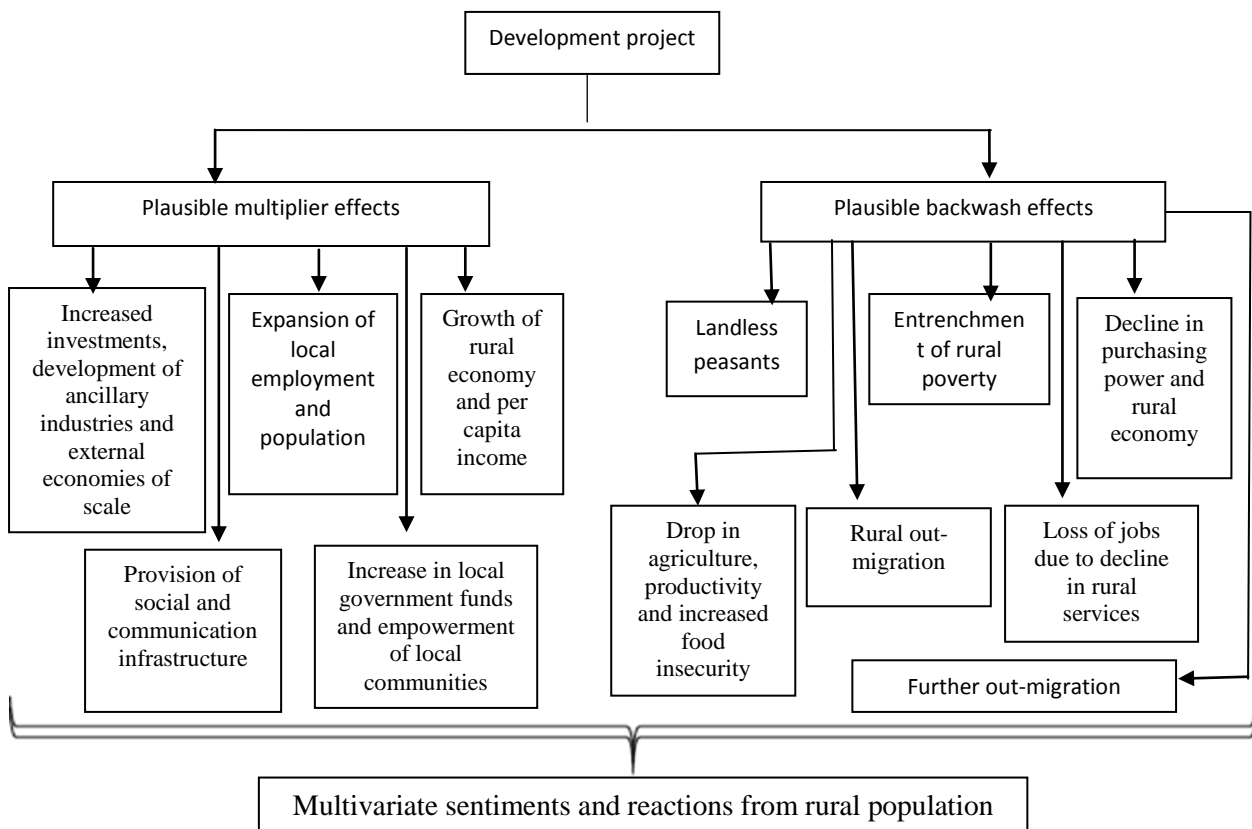 Development project
Plausible multiplier effects
Plausible backwash effects
Increased
investments,
development of
ancillary
industries and
external
economies of
scale
Expansion of
local
employment
and
population
Growth of
rural
economy
and per
capita
income
Landless
peasants
Entrenchmen
t of rural
poverty
Decline in
purchasing
power and
rural
economy
Provision of
social and
communication
infrastructure
Increase in local
government funds
and empowerment
of local
communities
Drop in
agriculture,
productivity
and increased
food
insecurity
Rural out-
migration
Loss of jobs
due to decline
in rural
services
Further out-migration
Multivariate sentiments and reactions from rural population